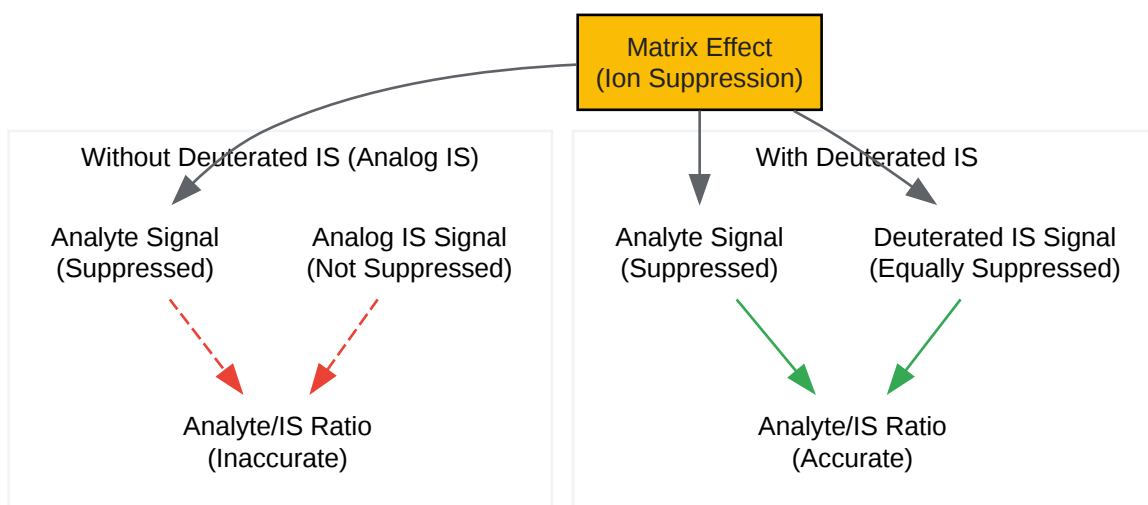 Matrix Effect
(Ion Suppression)
Without Deuterated IS (Analog IS)
Analyte Signal
(Suppressed)
Analog IS Signal
(Not Suppressed)
Analyte/IS Ratio
(Inaccurate)
With Deuterated IS
Analyte Signal
(Suppressed)
Deuterated IS Signal
(Equally Suppressed)
Analyte/IS Ratio
(Accurate)